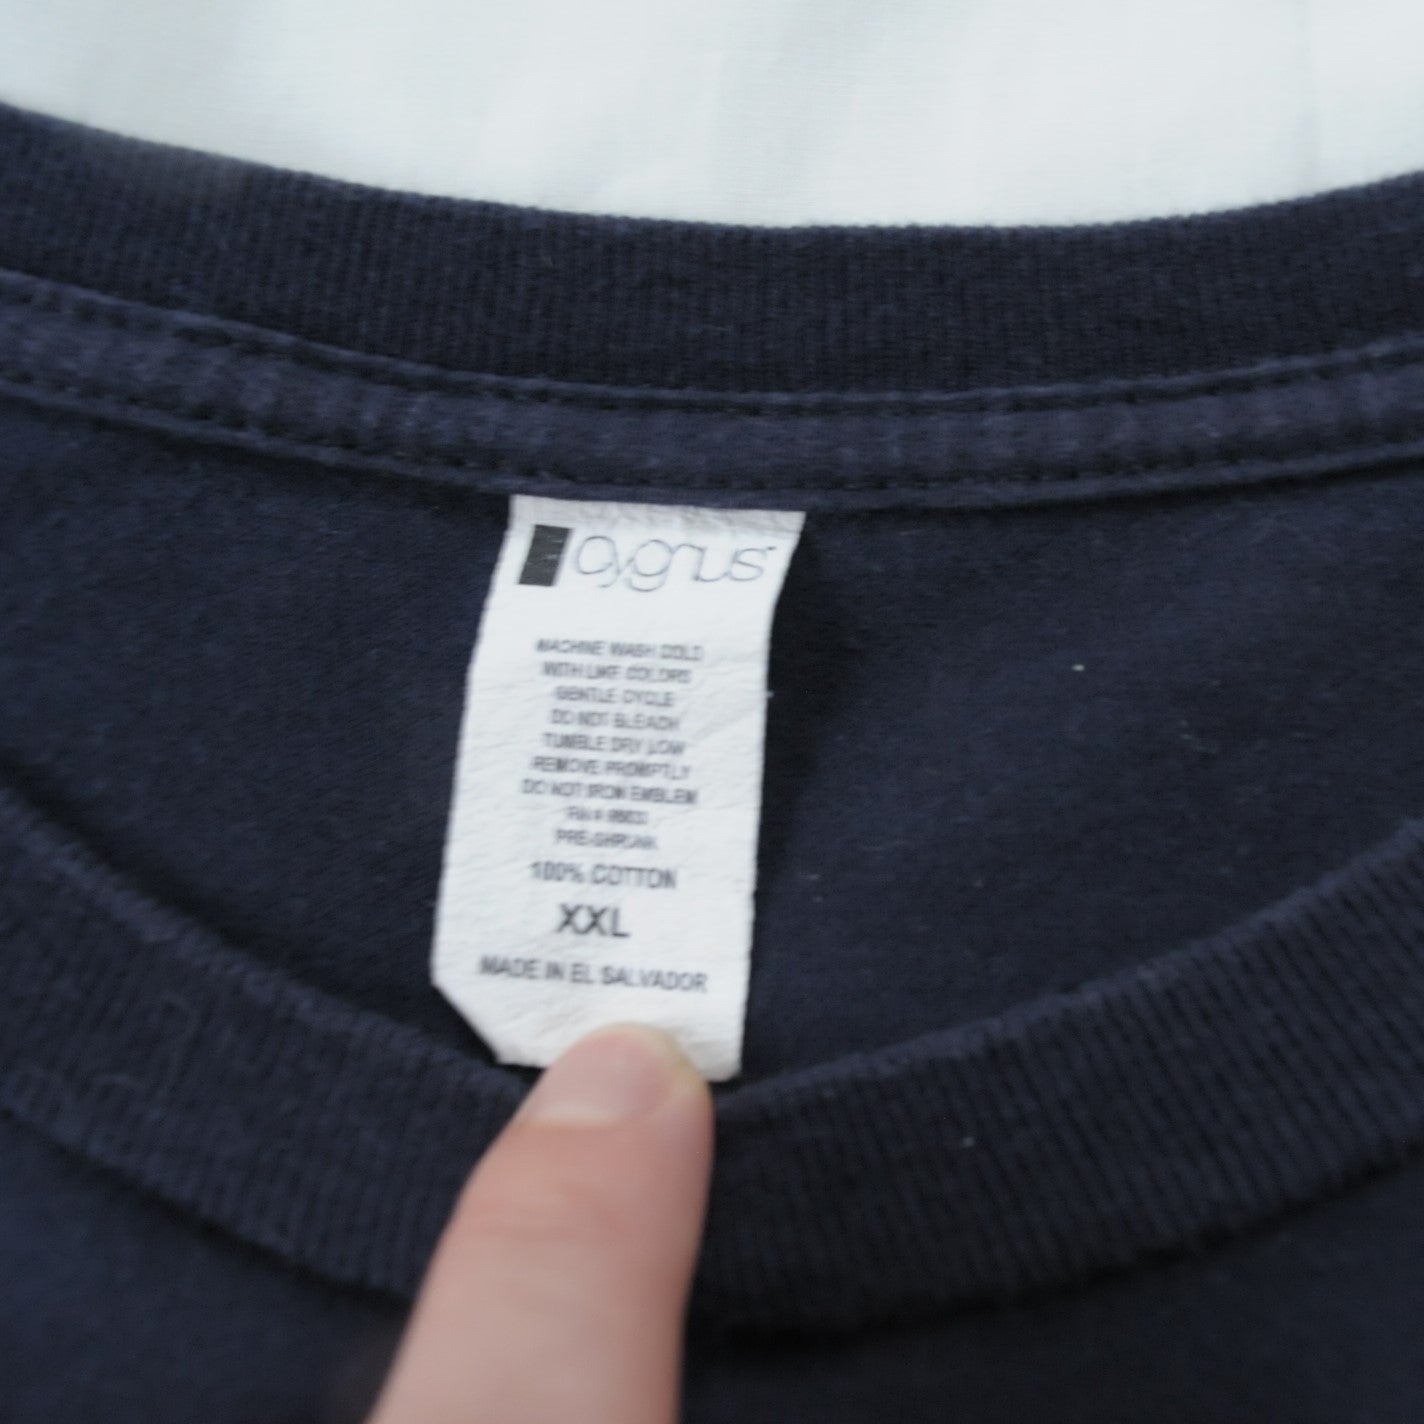 cygnus
MACHINE WASH COLD
WITH LIKE COLORS
GENTLE CYCLE
DO NOT BLEACH
TUMBLE DRY LOW
REMOVE PROMPTLY
DO NOT IRON EMBLEM
RN #
PRE-SHRUNK
100% COTTON
XXL
MADE IN EL SALVADOR